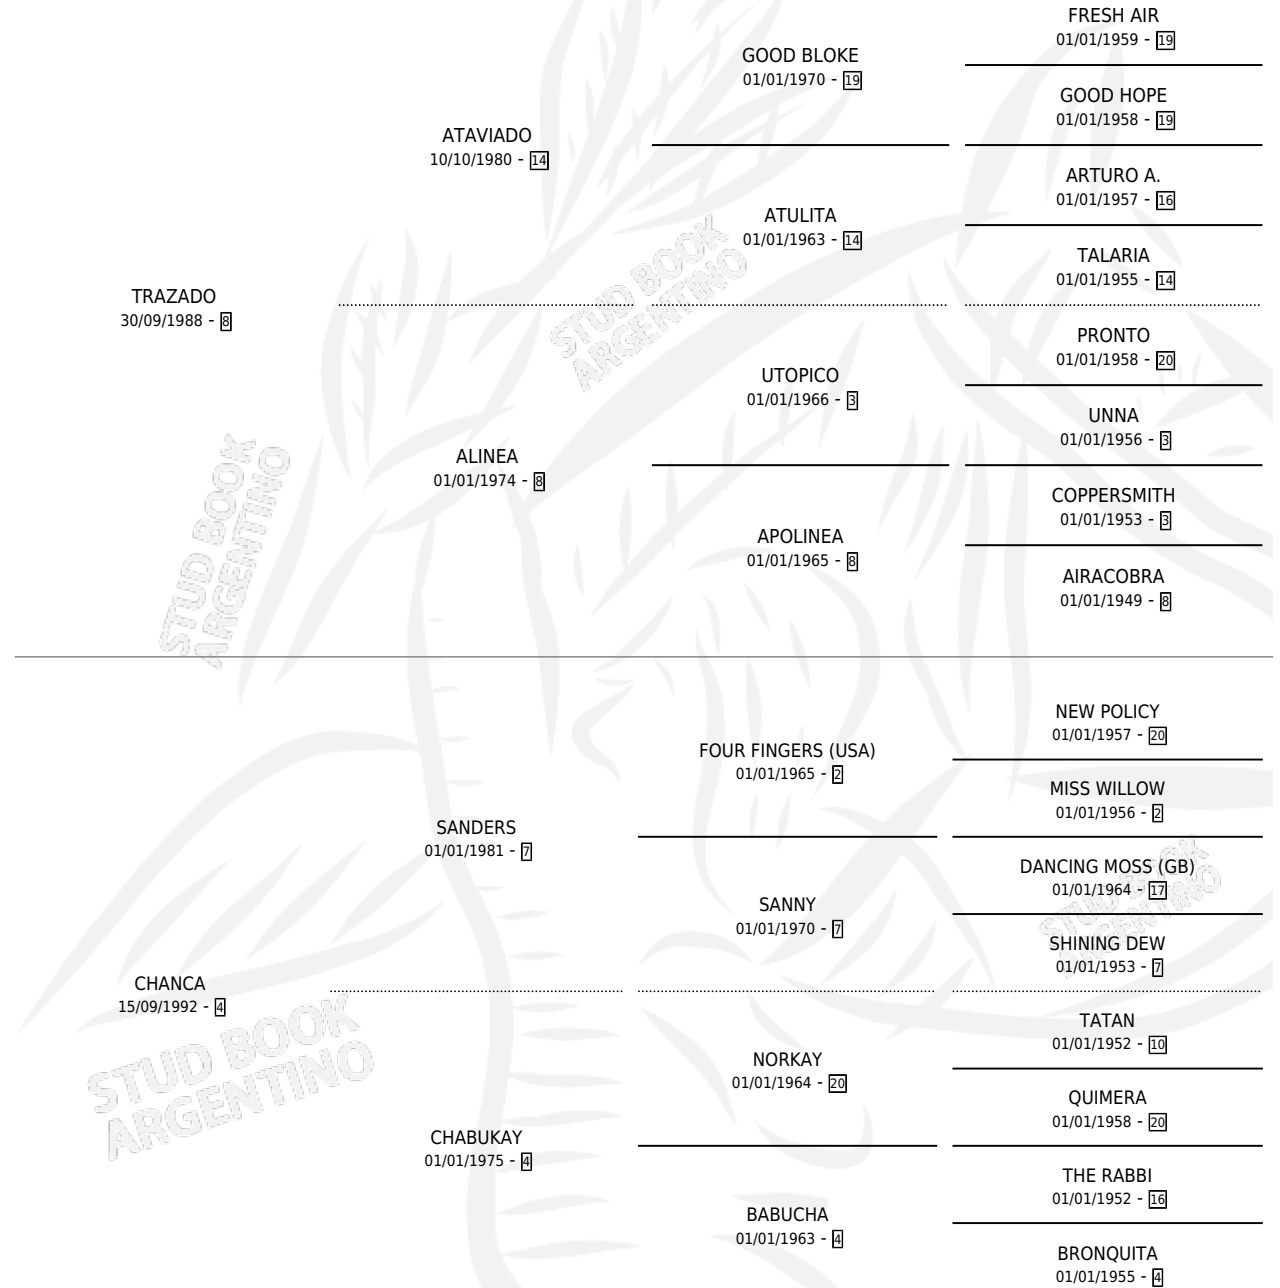 FRESH AIR
01/01/1959 - 19
GOOD BLOKE
01/01/1970 - 19
GOOD HOPE
01/01/1958 - 19
ATAVIADO
10/10/1980 - 14
ARTURO A.
01/01/1957 - 16
ATULITA
01/01/1963 - 14
TALARIA
01/01/1955 - 14
TRAZADO
30/09/1988 - 8
PRONTO
01/01/1958 - 20
UTOPICO
01/01/1966 - 3
UNNA
01/01/1956 - 3
ALINEA
01/01/1974 - 8
COPPERSMITH
01/01/1953 - 3
APOLINEA
01/01/1965 - 8
AIRACOBRA
01/01/1949 - 8
NEW POLICY
01/01/1957 - 20
FOUR FINGERS (USA)
01/01/1965 - 2
MISS WILLOW
01/01/1956 - 2
SANDERS
01/01/1981 - 7
DANCING MOSS (GB)
01/01/1964 - 17
SANNY
01/01/1970 - 7
SHINING DEW
01/01/1953 - 7
CHANCA
15/09/1992 - 4
TATAN
01/01/1952 - 10
NORKAY
01/01/1964 - 20
QUIMERA
01/01/1958 - 20
CHABUKAY
01/01/1975 - 4
THE RABBI
01/01/1952 - 16
BABUCHA
01/01/1963 - 4
BRONQUITA
01/01/1955 - 4
STUD BOOK
ARGENTINO
STUD BOOK
ARGENTINO
STUD BOOK
ARGENTINO
STUD BOOK
ARGENTINO